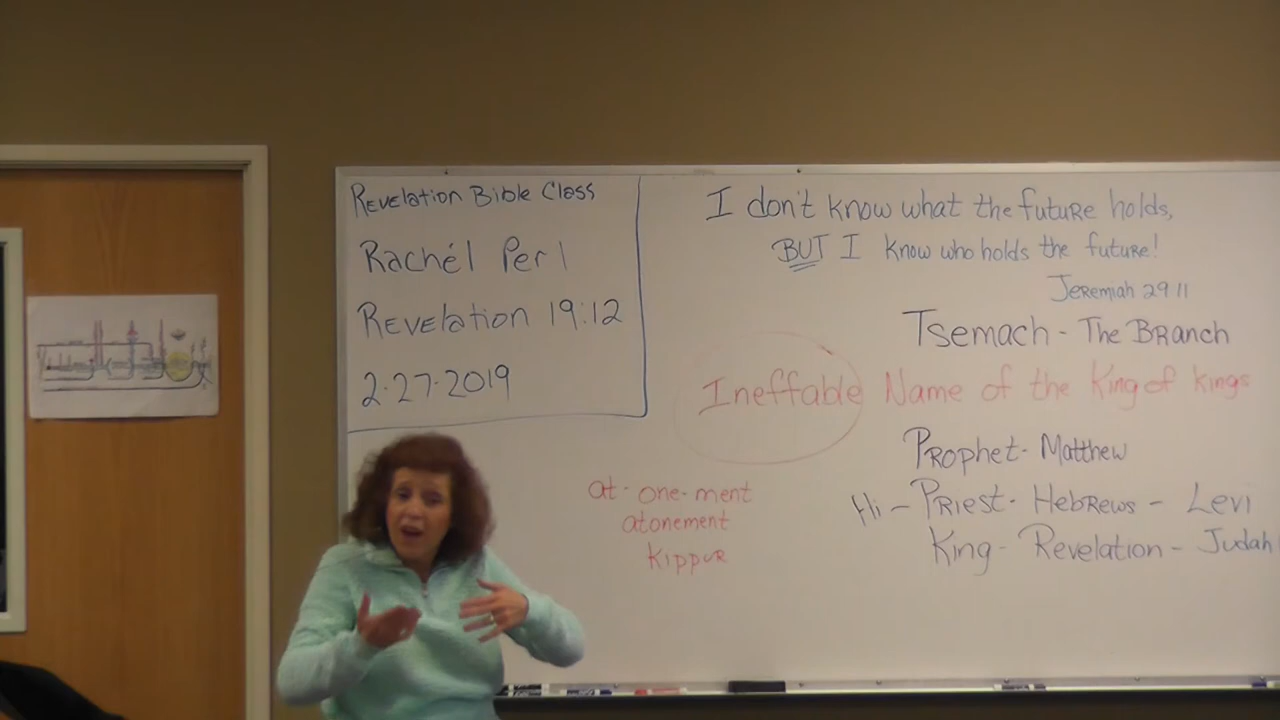 Revelation Bible Class
Rachél Perl
Revelation 19:12
2.27.2019
I don't know what the future holds,
BUT I know who holds the future!
Jeremiah 29 11
Tsemach - The Branch
Ineffable Name of the King of kings
Prophet - Matthew
Hi - Priest - Hebrews - Levi
King - Revelation - Judah
at-one-ment
atonement
Kippur